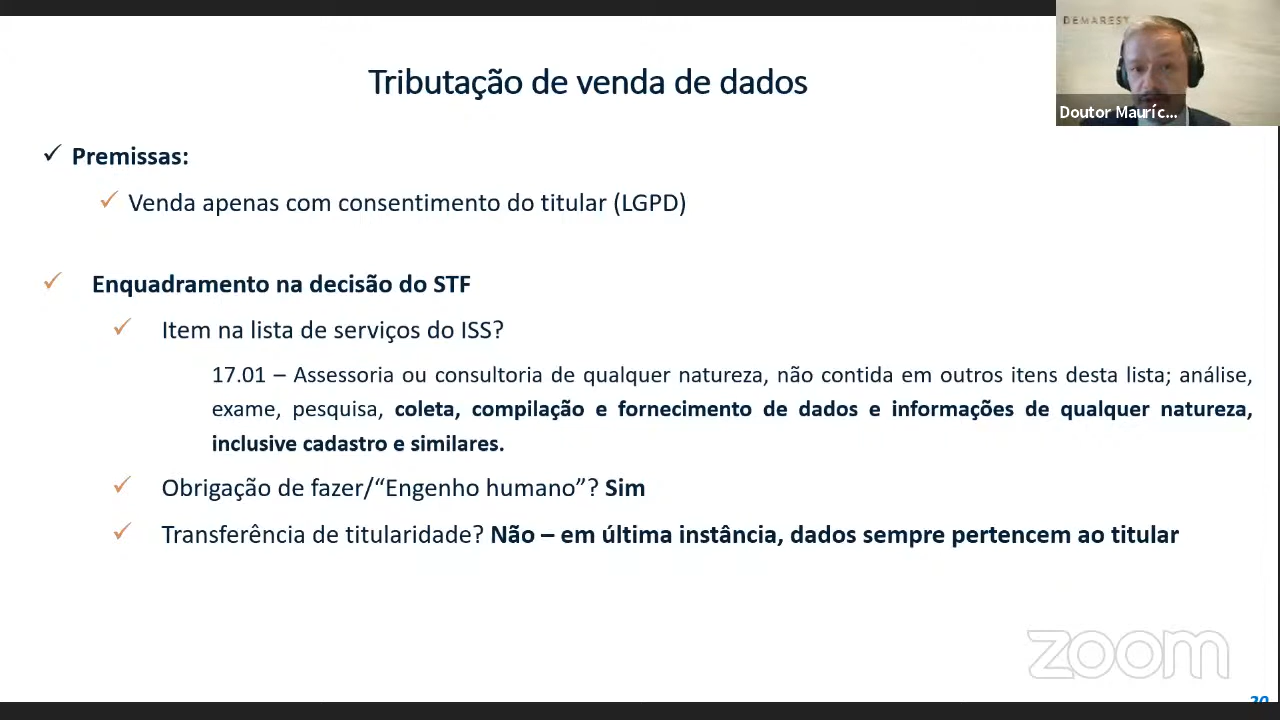 DEMAREST
Doutor Mauríc...
Tributação de venda de dados
Premissas:
Venda apenas com consentimento do titular (LGPD)
Enquadramento na decisão do STF
Item na lista de serviços do ISS?
17.01 – Assessoria ou consultoria de qualquer natureza, não contida em outros itens desta lista; análise,
exame, pesquisa, coleta, compilação e fornecimento de dados e informações de qualquer natureza,
inclusive cadastro e similares.
Obrigação de fazer/“Engenho humano”? Sim
Transferência de titularidade? Não – em última instância, dados sempre pertencem ao titular
zoom